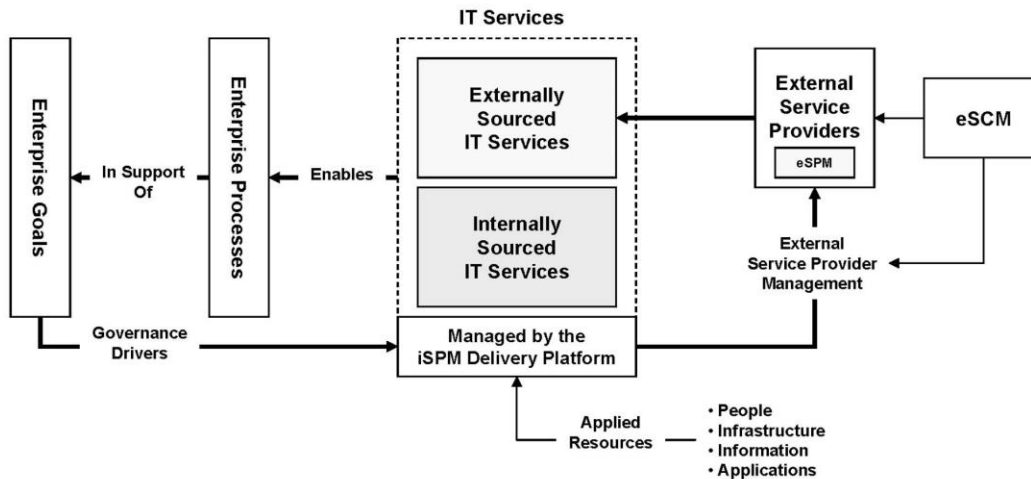 IT Services
Enterprise Goals
In Support
Of
Enterprise Processes
Enables
Externally
Sourced
IT Services
Internally
Sourced
IT Services
Managed by the
iSPM Delivery Platform
External
Service
Providers
eSPM
eSCM
External
Service Provider
Management
Governance
Drivers
Applied
Resources
• People
• Infrastructure
• Information
• Applications